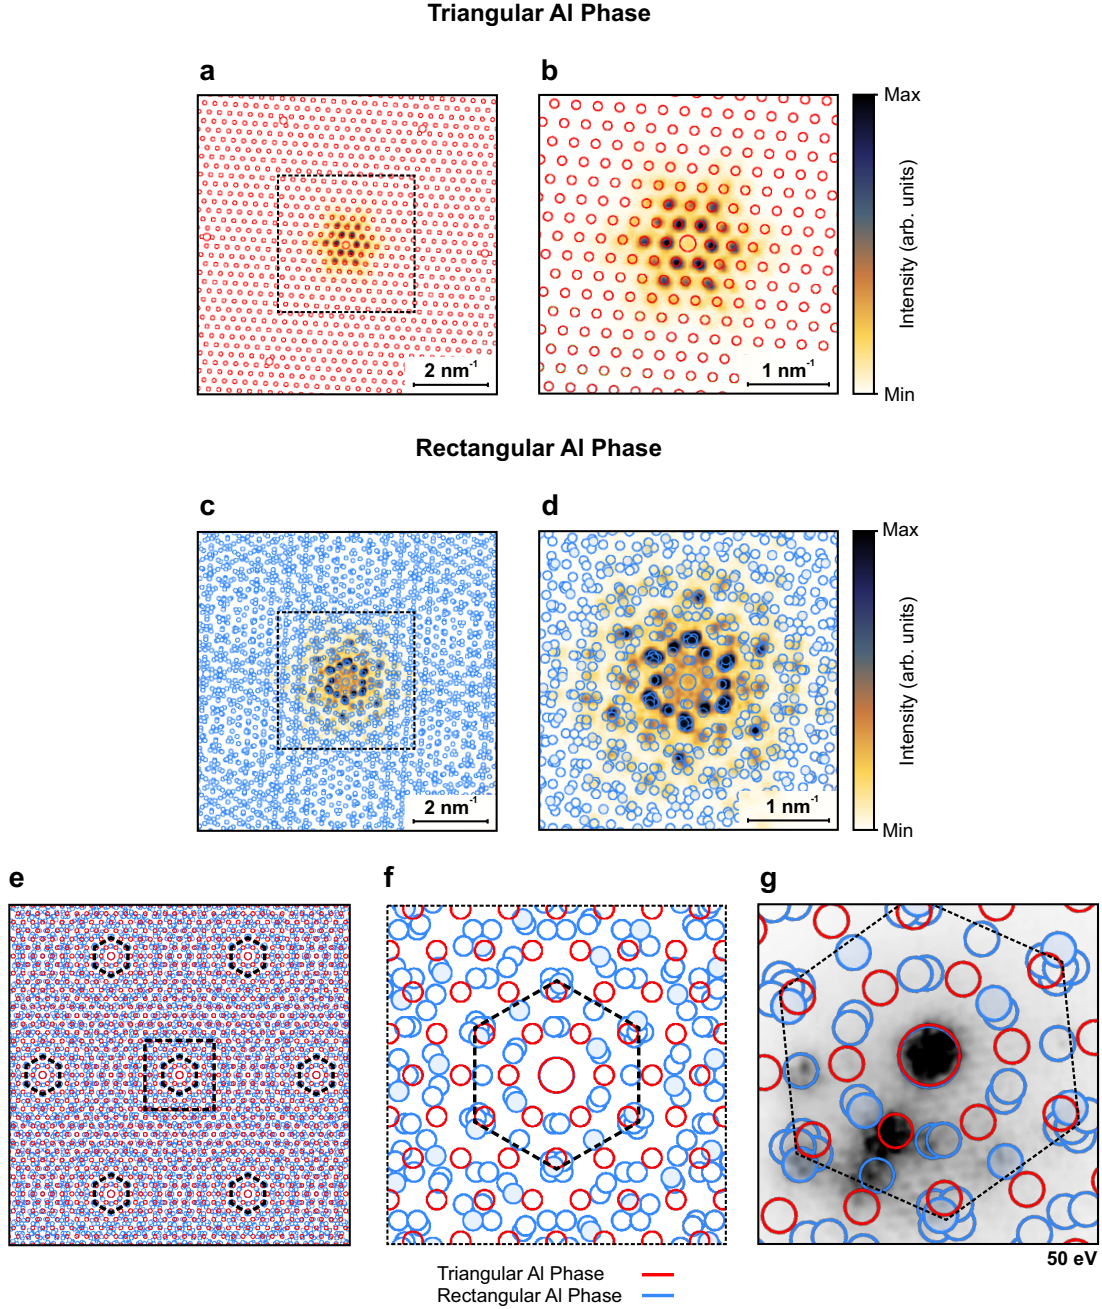 Triangular Al Phase
a
b
Max
Intensity (arb. units)
Min
2 nm⁻¹
1 nm⁻¹
Rectangular Al Phase
c
d
Max
Intensity (arb. units)
Min
2 nm⁻¹
1 nm⁻¹
e
f
g
50 eV
Triangular Al Phase
Rectangular Al Phase